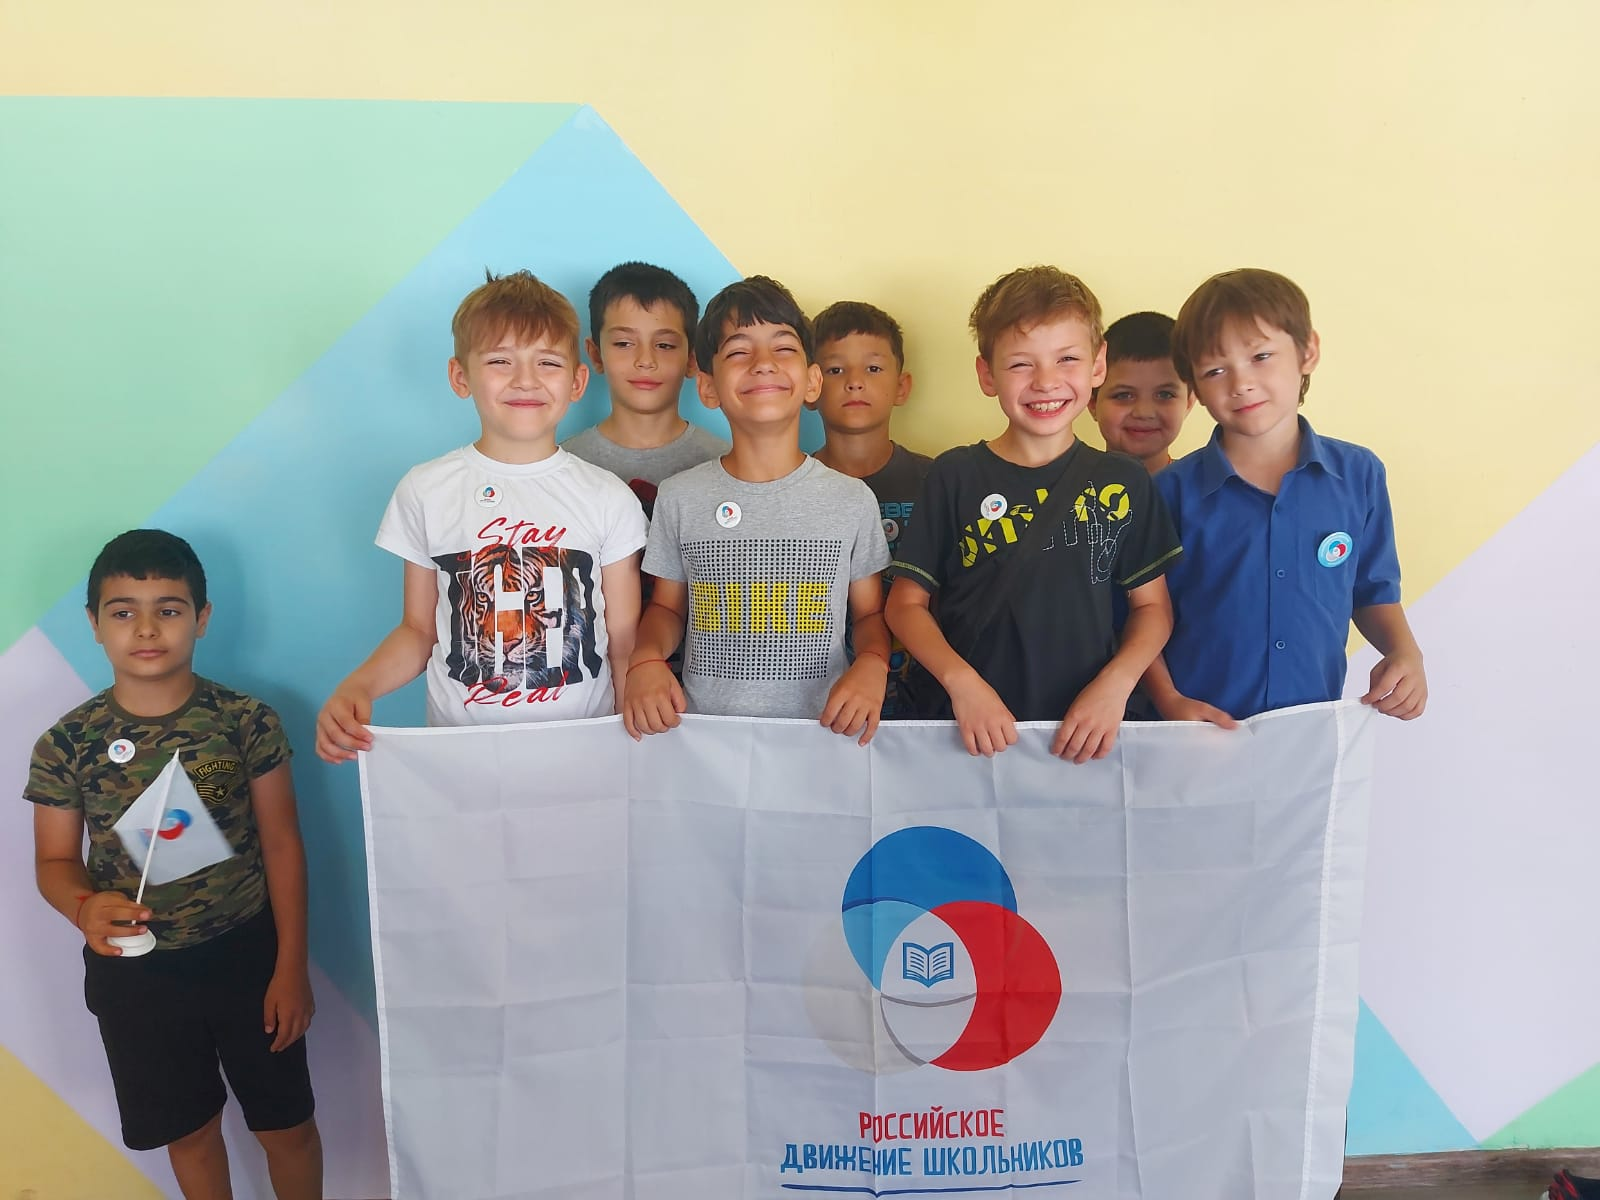 Stay
TIGER
Real
BIKE
FIGHTING
РОССИЙСКОЕ
ДВИЖЕНИЕ ШКОЛЬНИКОВ